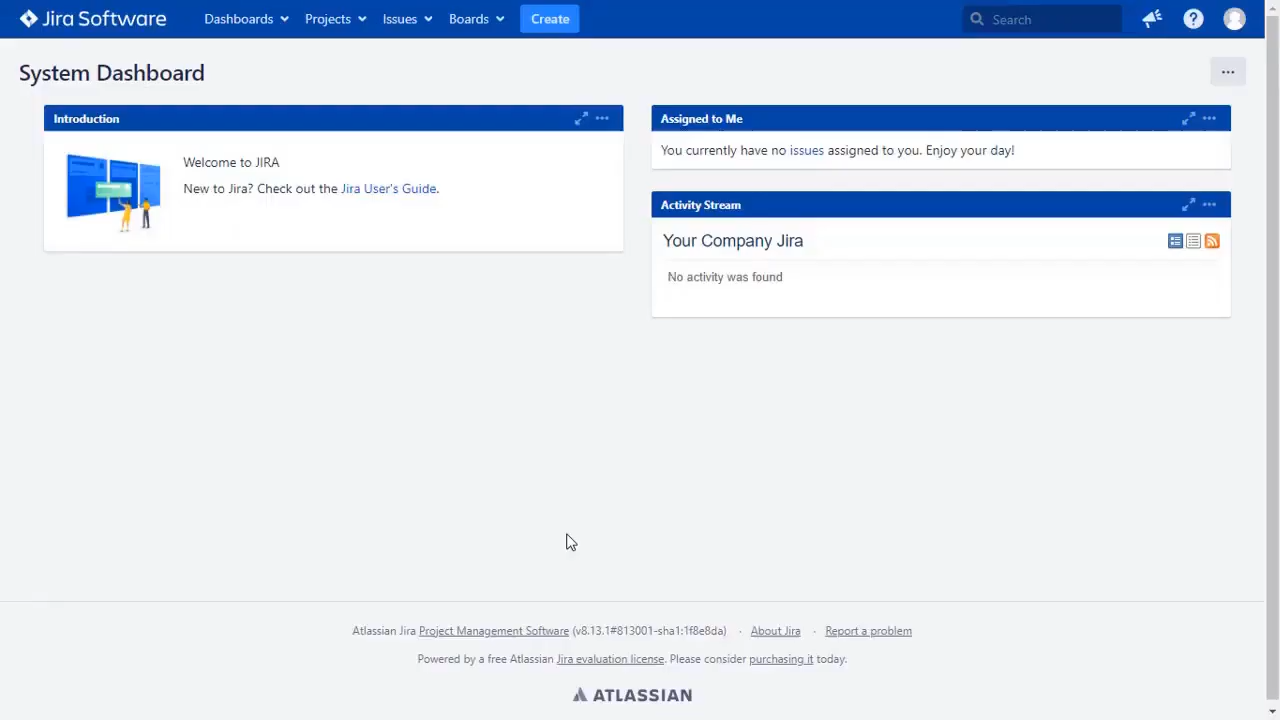 Jira Software Dashboards Projects Issues Boards Create Search
System Dashboard
Introduction
Welcome to JIRA
New to Jira? Check out the Jira User's Guide.
Assigned to Me
You currently have no issues assigned to you. Enjoy your day!
Activity Stream
Your Company Jira
No activity was found
Atlassian Jira Project Management Software (v8.13.1#813001-sha1:1f8e8da) · About Jira · Report a problem
Powered by a free Atlassian Jira evaluation license. Please consider purchasing it today.
ATLASSIAN